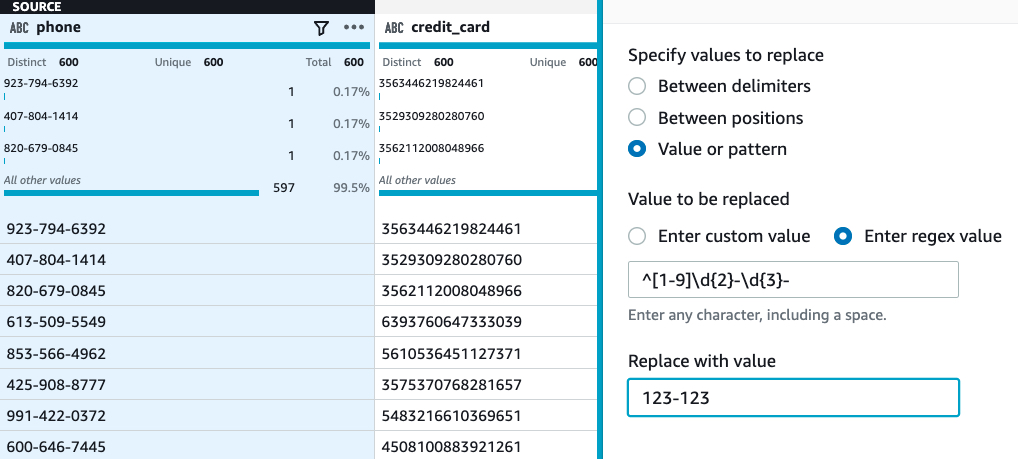 SOURCE
ABC phone
ABC credit_card
Distinct 600 Unique 600 Total 600
Distinct 600 Unique 600
923-794-6392 1 0.17%
407-804-1414 1 0.17%
820-679-0845 1 0.17%
All other values 597 99.5%
3563446219824461
3529309280280760
3562112008048966
All other values
923-794-6392 3563446219824461
407-804-1414 3529309280280760
820-679-0845 3562112008048966
613-509-5549 6393760647333039
853-566-4962 5610536451127371
425-908-8777 3575370768281657
991-422-0372 5483216610369651
600-646-7445 4508100883921261
Specify values to replace
Between delimiters
Between positions
Value or pattern
Value to be replaced
Enter custom value Enter regex value
^[1-9]\d{2}-\d{3}-
Enter any character, including a space.
Replace with value
123-123